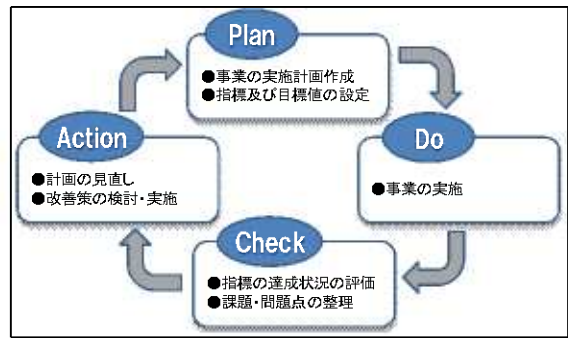 Plan
●事業の実施計画作成
●指標及び目標値の設定
Do
●事業の実施
Check
●指標の達成状況の評価
●課題・問題点の整理
Action
●計画の見直し
●改善策の検討・実施